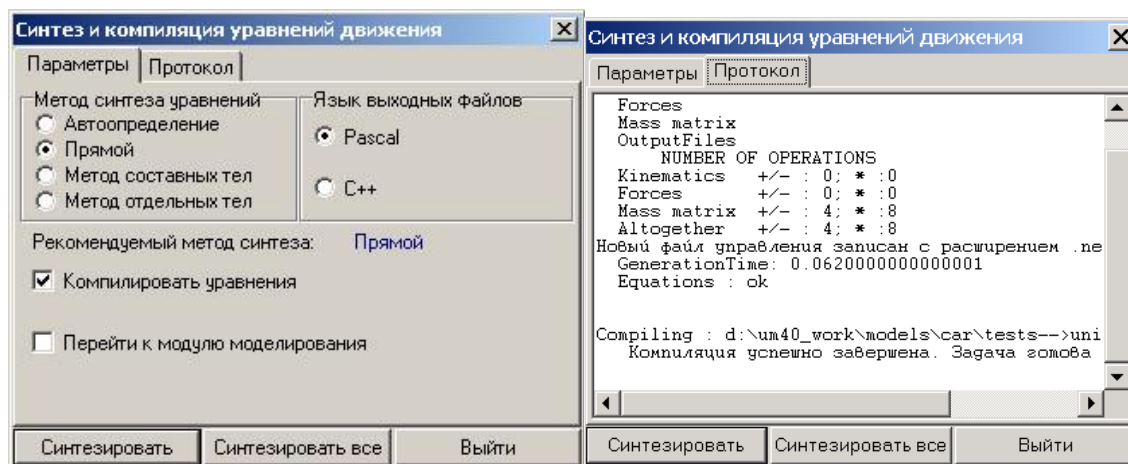 Синтез и компиляция уравнений движения
Параметры Протокол
Метод синтеза уравнений
Автоопределение
Прямой
Метод составных тел
Метод отдельных тел
Язык выходных файлов
Pascal
C++
Рекомендуемый метод синтеза: Прямой
Компилировать уравнения
Перейти к модулю моделирования
Синтезировать Синтезировать все Выйти
Синтез и компиляция уравнений движения
Параметры Протокол
Forces
Mass matrix
OutputFiles
NUMBER OF OPERATIONS
Kinematics +/- : 0; * :0
Forces +/- : 0; * :0
Mass matrix +/- : 4; * :8
Altogether +/- : 4; * :8
Новый файл управления записан с расширением .ne
GenerationTime: 0.0620000000000001
Equations : ok
Compiling : d:\um40_work\models\car\tests-->uni
Компиляция успешно завершена. Задача готова
Синтезировать Синтезировать все Выйти